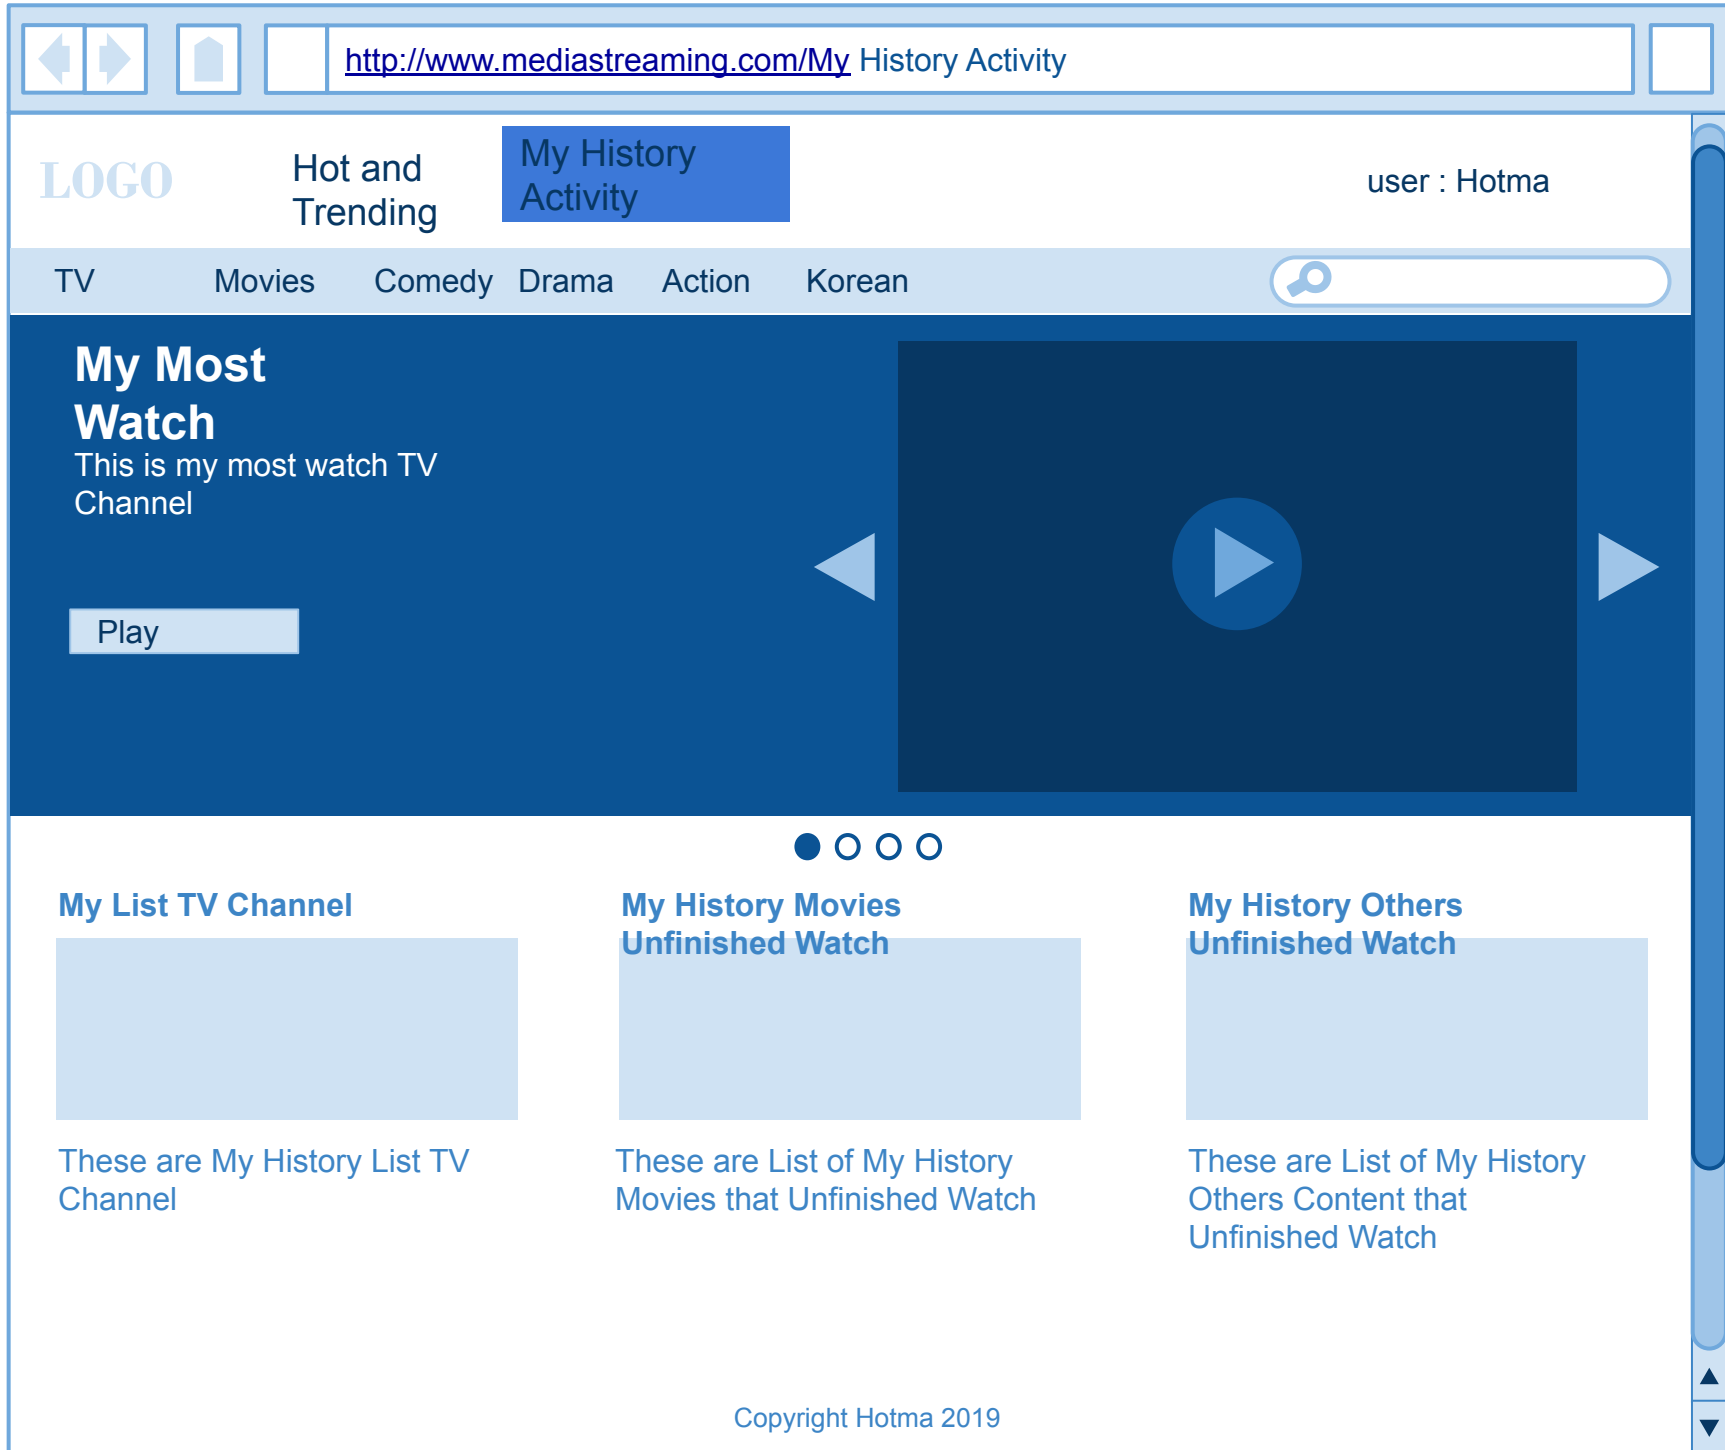 http://www.mediastreaming.com/My History Activity
LOGO
Hot and
Trending
My History
Activity
user : Hotma
TV
Movies
Comedy
Drama
Action
Korean
My Most
Watch
This is my most watch TV
Channel
Play
My List TV Channel
These are My History List TV
Channel
My History Movies
Unfinished Watch
These are List of My History
Movies that Unfinished Watch
My History Others
Unfinished Watch
These are List of My History
Others Content that
Unfinished Watch
Copyright Hotma 2019